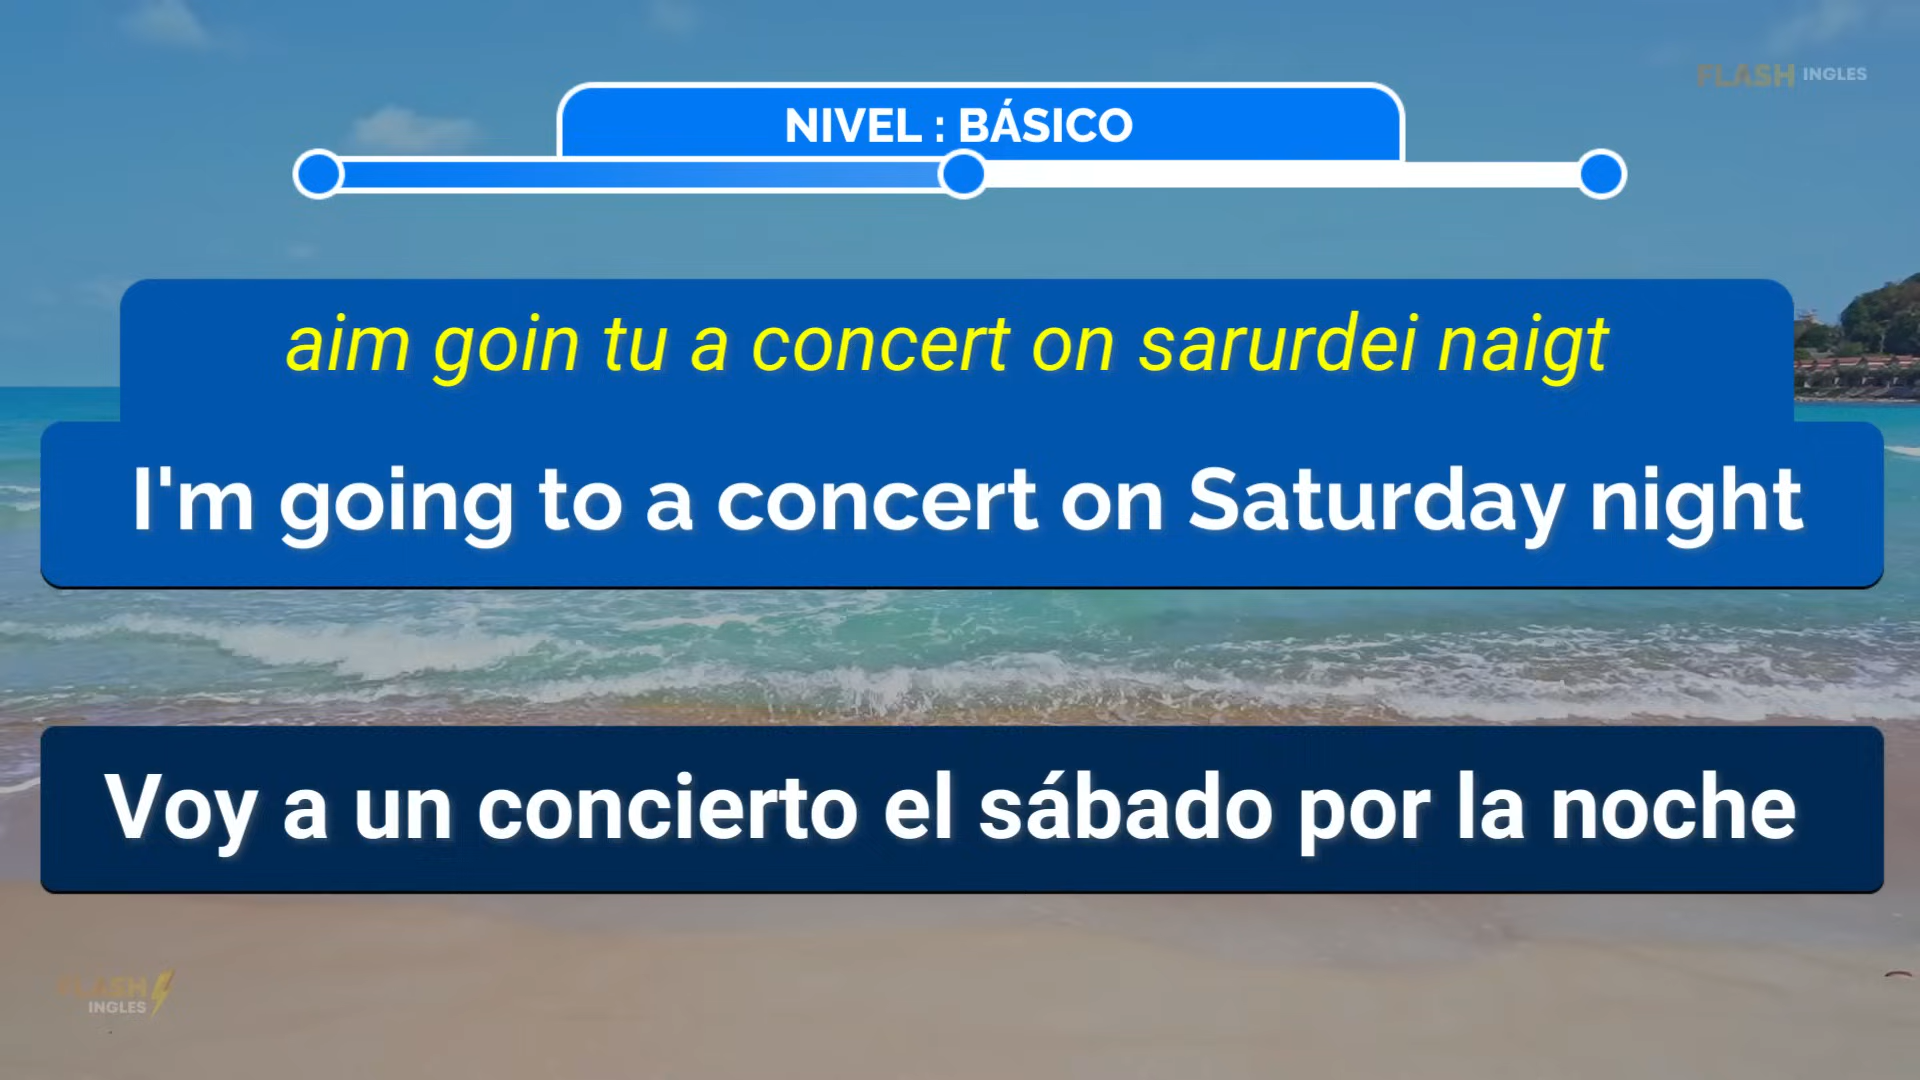 FLASH INGLES
NIVEL : BÁSICO
aim goin tu a concert on sarurdei naigt
I'm going to a concert on Saturday night
Voy a un concierto el sábado por la noche
FLASH
INGLES